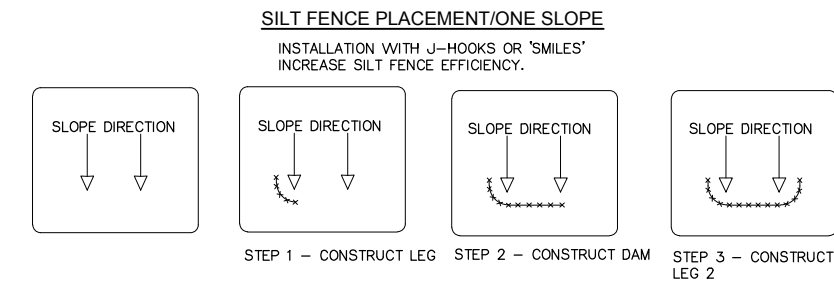 SILT FENCE PLACEMENT/ONE SLOPE
INSTALLATION WITH J-HOOKS OR 'SMILES'
INCREASE SILT FENCE EFFICIENCY.
SLOPE DIRECTION
SLOPE DIRECTION
SLOPE DIRECTION
SLOPE DIRECTION
STEP 1 - CONSTRUCT LEG
STEP 2 - CONSTRUCT DAM
STEP 3 - CONSTRUCT
LEG 2